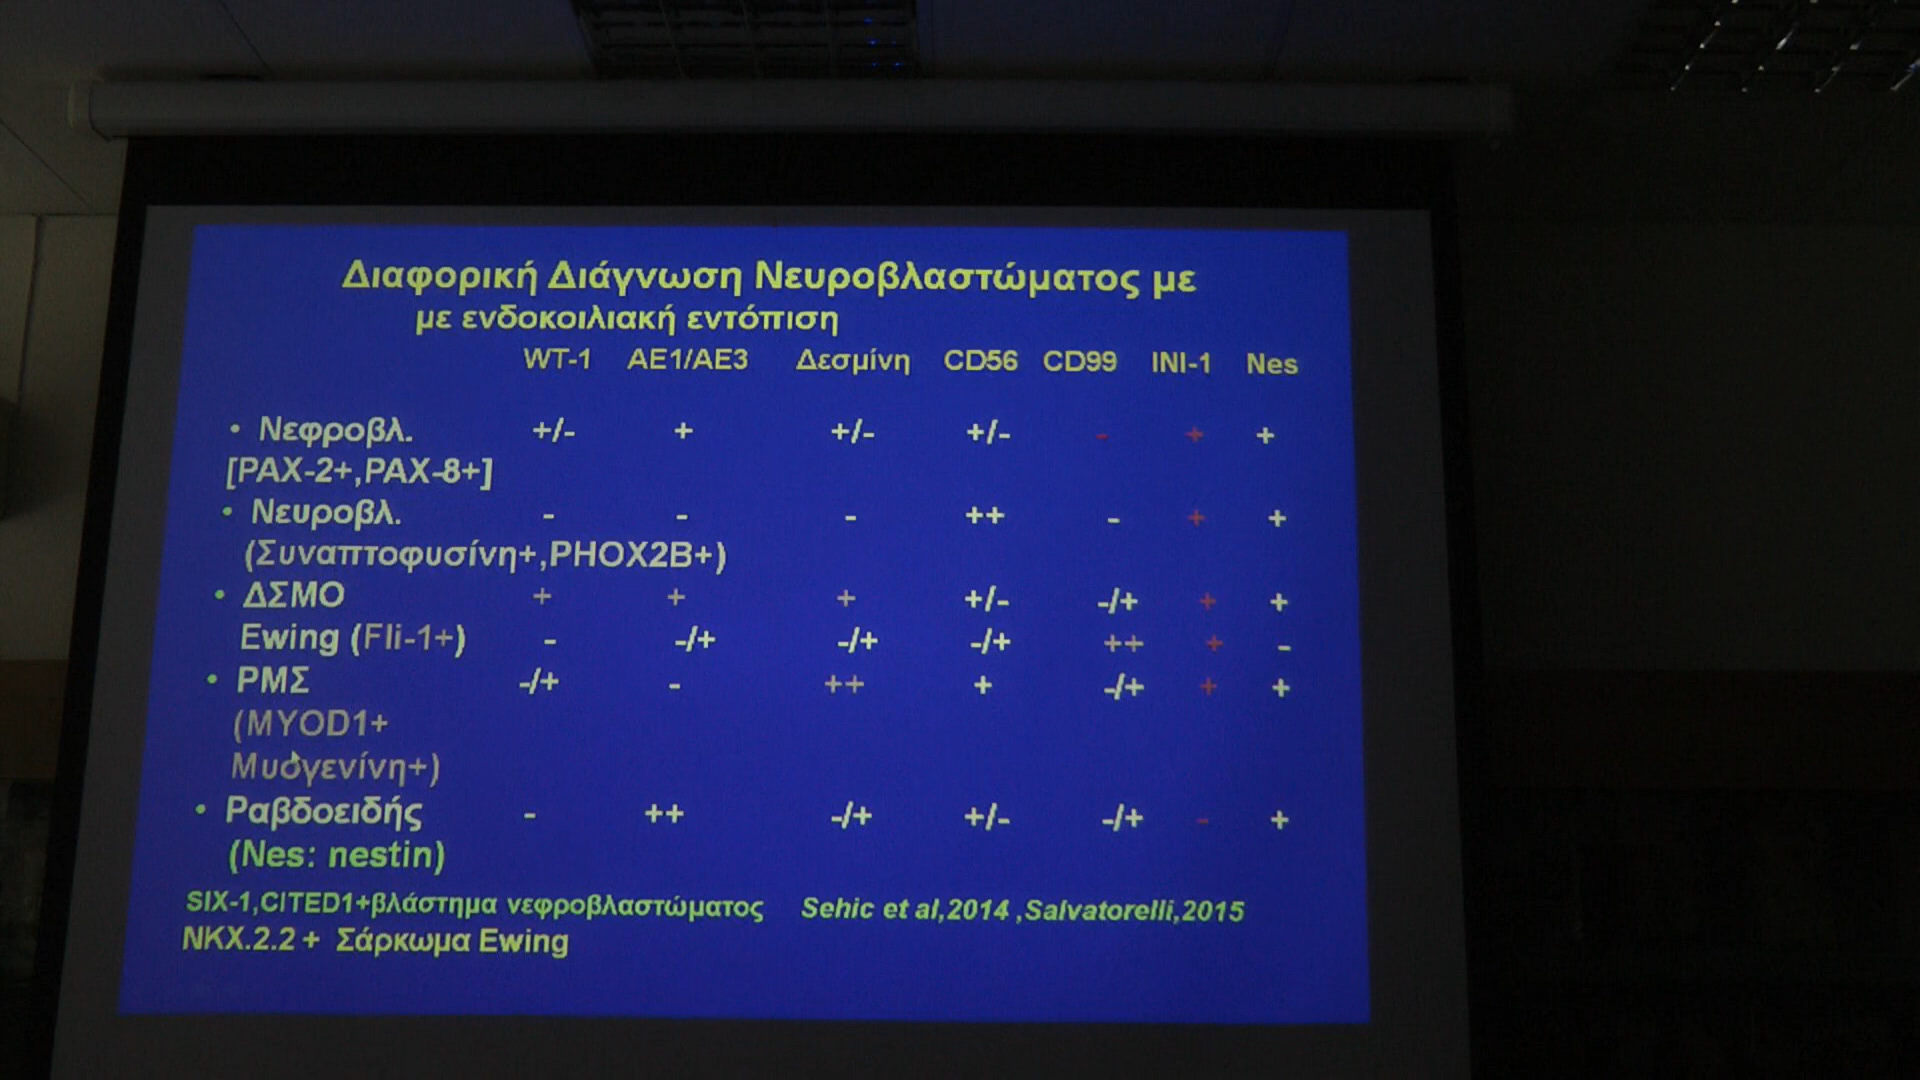 Διαφορική Διάγνωση Νευροβλαστώματος με
με ενδοκοιλιακή εντόπιση
WT-1 AE1/AE3 Δεσμίνη CD56 CD99 INI-1 Nes
• Νεφροβλ. +/- + +/- +/- - + +
[PAX-2+,PAX-8+]
• Νευροβλ. - - - ++ - + +
(Συναπτοφυσίνη+,PHOX2B+)
• ΔΣΜΟ + + + +/- -/+ + +
Ewing (Fli-1+) - -/+ -/+ -/+ ++ + -
• ΡΜΣ -/+ - ++ + -/+ + +
(MYOD1+
Μυογενίνη+)
• Ραβδοειδής - ++ -/+ +/- -/+ - +
(Nes: nestin)
SIX-1,CITED1+βλάστημα νεφροβλαστώματος Sehic et al,2014 ,Salvatorelli,2015
NKX.2.2 + Σάρκωμα Ewing